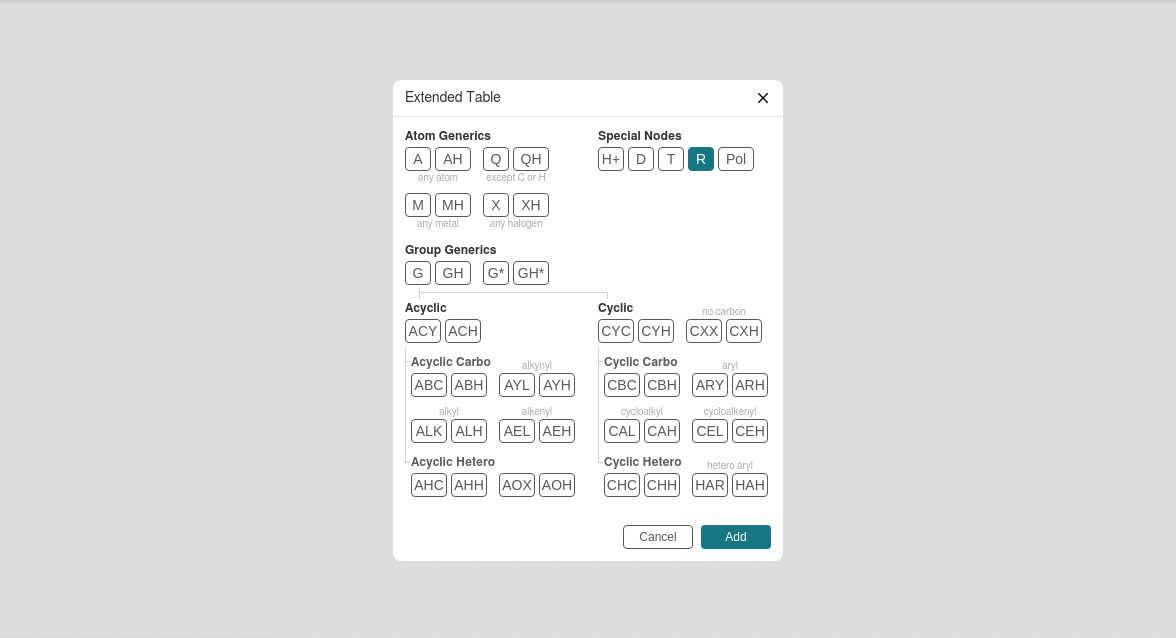 Extended Table
Atom Generics
A AH Q QH
any atom except C or H
M MH X XH
any metal any halogen
Special Nodes
H+ D T R Pol
Group Generics
G GH G* GH*
Acyclic
ACY ACH
Acyclic Carbo alkynyl
ABC ABH AYL AYH
alkyl alkenyl
ALK ALH AEL AEH
Acyclic Hetero
AHC AHH AOX AOH
Cyclic no carbon
CYC CYH CXX CXH
Cyclic Carbo aryl
CBC CBH ARY ARH
cycloalkyl cycloalkenyl
CAL CAH CEL CEH
Cyclic Hetero hetero aryl
CHC CHH HAR HAH
Cancel Add